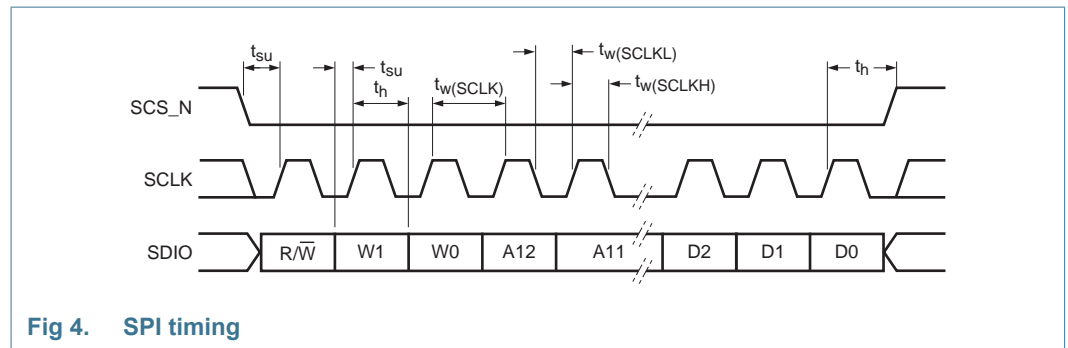 tsu
tsu
th
tw(SCLK)
tw(SCLKL)
tw(SCLKH)
th
SCS_N
SCLK
SDIO R/W̅ W1 W0 A12 A11 D2 D1 D0
Fig 4. SPI timing